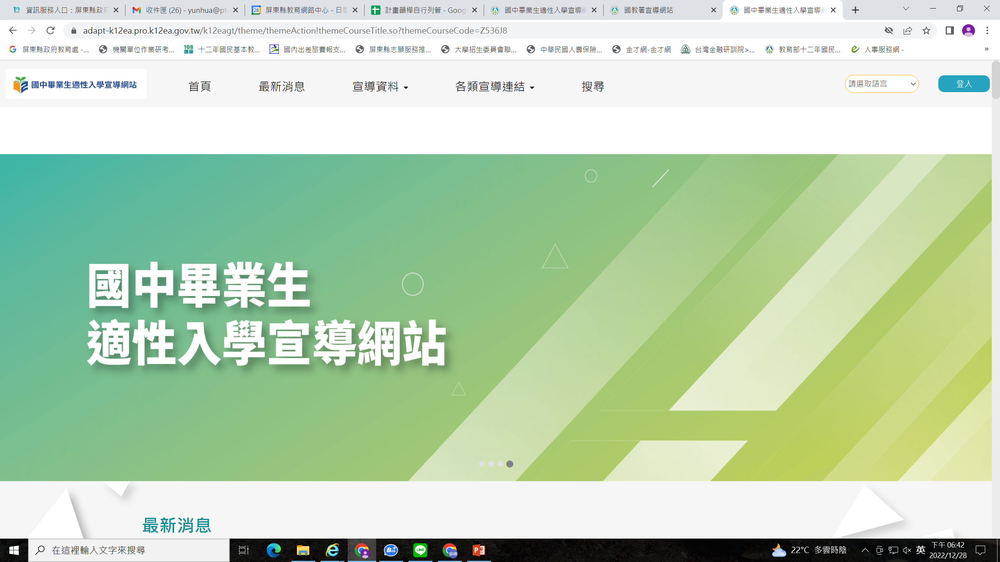 資訊服務入口：屏東縣政府
收件匣 (26) - yunhua@pt
屏東縣教育網路中心 - 日曆
計畫韻樺自行列管 - Goog
國中畢業生適性入學宣導網
國教署宣導網站
國中畢業生適性入學宣導網
adapt-k12ea.pro.k12ea.gov.tw/k12eagt/theme/themeAction!themeCourseTitle.so?themeCourseCode=Z536J8
屏東縣政府教育處 -...
機關單位作業研考...
108課綱
十二年國民基本教...
國內出差旅費報支...
屏東縣志願服務推...
大學招生委員會聯...
中華民國人壽保險...
金才網-金才網
台灣金融研訓院>...
教育部十二年國民...
人事服務網 -
»
國中畢業生適性入學宣導網站
首頁
最新消息
宣導資料
各類宣導連結
搜尋
請選取語言
登入
國中畢業生
適性入學宣導網站
最新消息
在這裡輸入文字來搜尋
22°C 多雲時陰
英
下午 06:42
2022/12/28